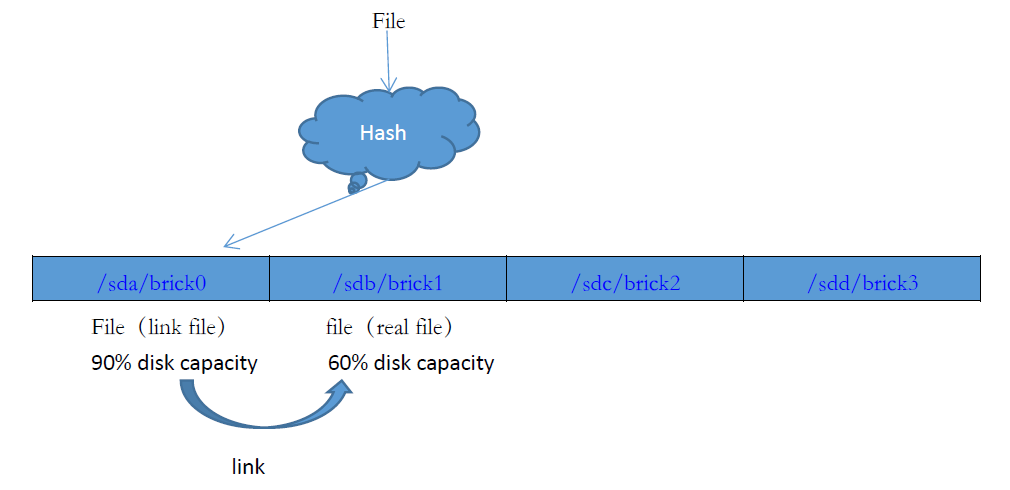 File
Hash
/sda/brick0 /sdb/brick1 /sdc/brick2 /sdd/brick3
File（link file） file（real file）
90% disk capacity 60% disk capacity
link